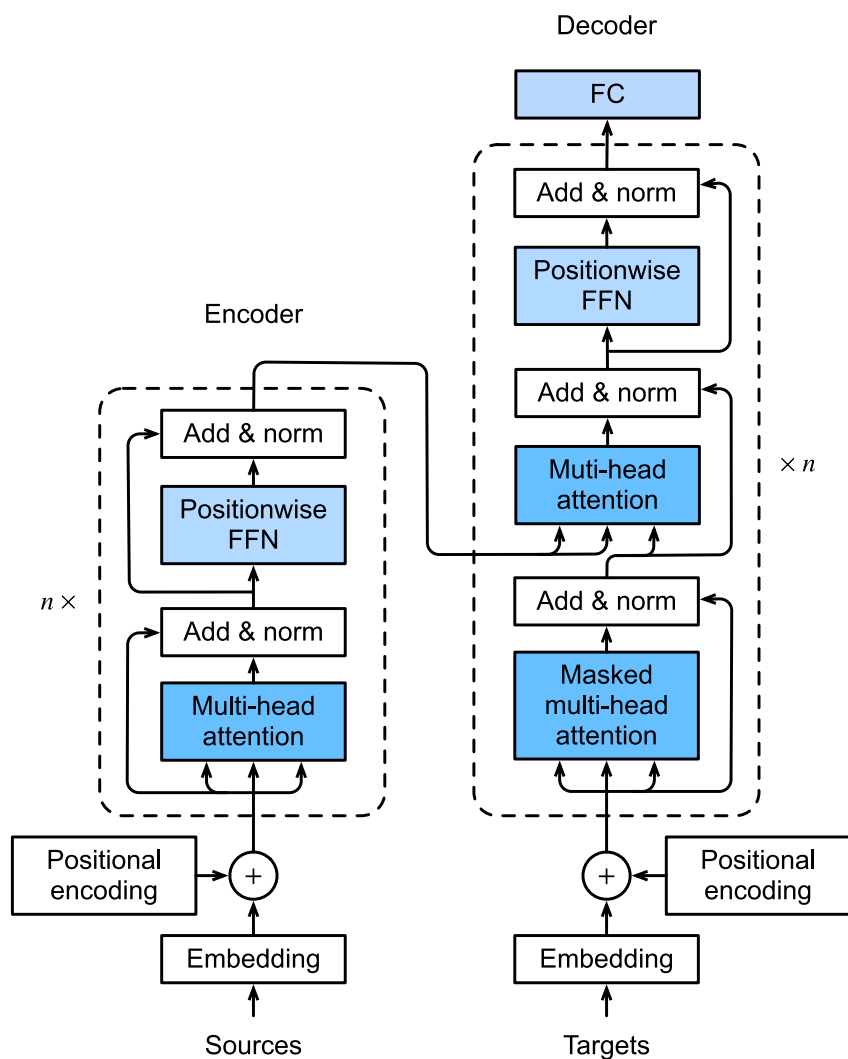 Decoder
FC
Add & norm
Positionwise
FFN
Add & norm
Muti-head
attention
× n
Add & norm
Masked
multi-head
attention
Positional
encoding
+
Embedding
Targets
Encoder
Add & norm
Positionwise
FFN
n ×
Add & norm
Multi-head
attention
Positional
encoding
+
Embedding
Sources